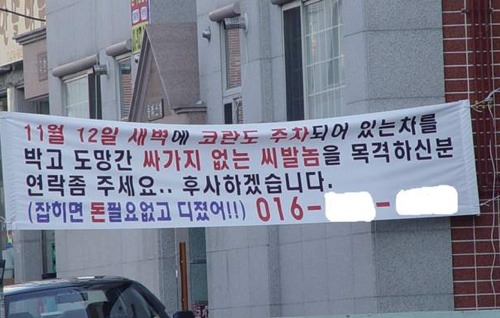 11월 12일 새벽에 코란도 주차되어 있는차를
박고 도망간 싸가지 없는 씨발놈을 목격하신분
연락좀 주세요.. 후사하겠습니다.
(잡히면 돈필요없고 디졌어!!) 016- -